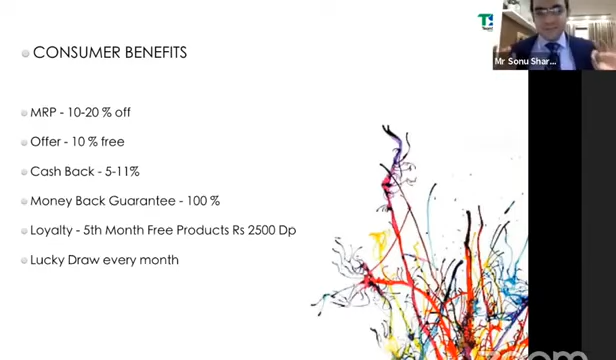 CONSUMER BENEFITS
Mr Sonu Shar...
MRP - 10-20 % off
Offer - 10 % free
Cash Back - 5-11%
Money Back Guarantee - 100 %
Loyalty - 5th Month Free Products Rs 2500 Dp
Lucky Draw every month
zoom